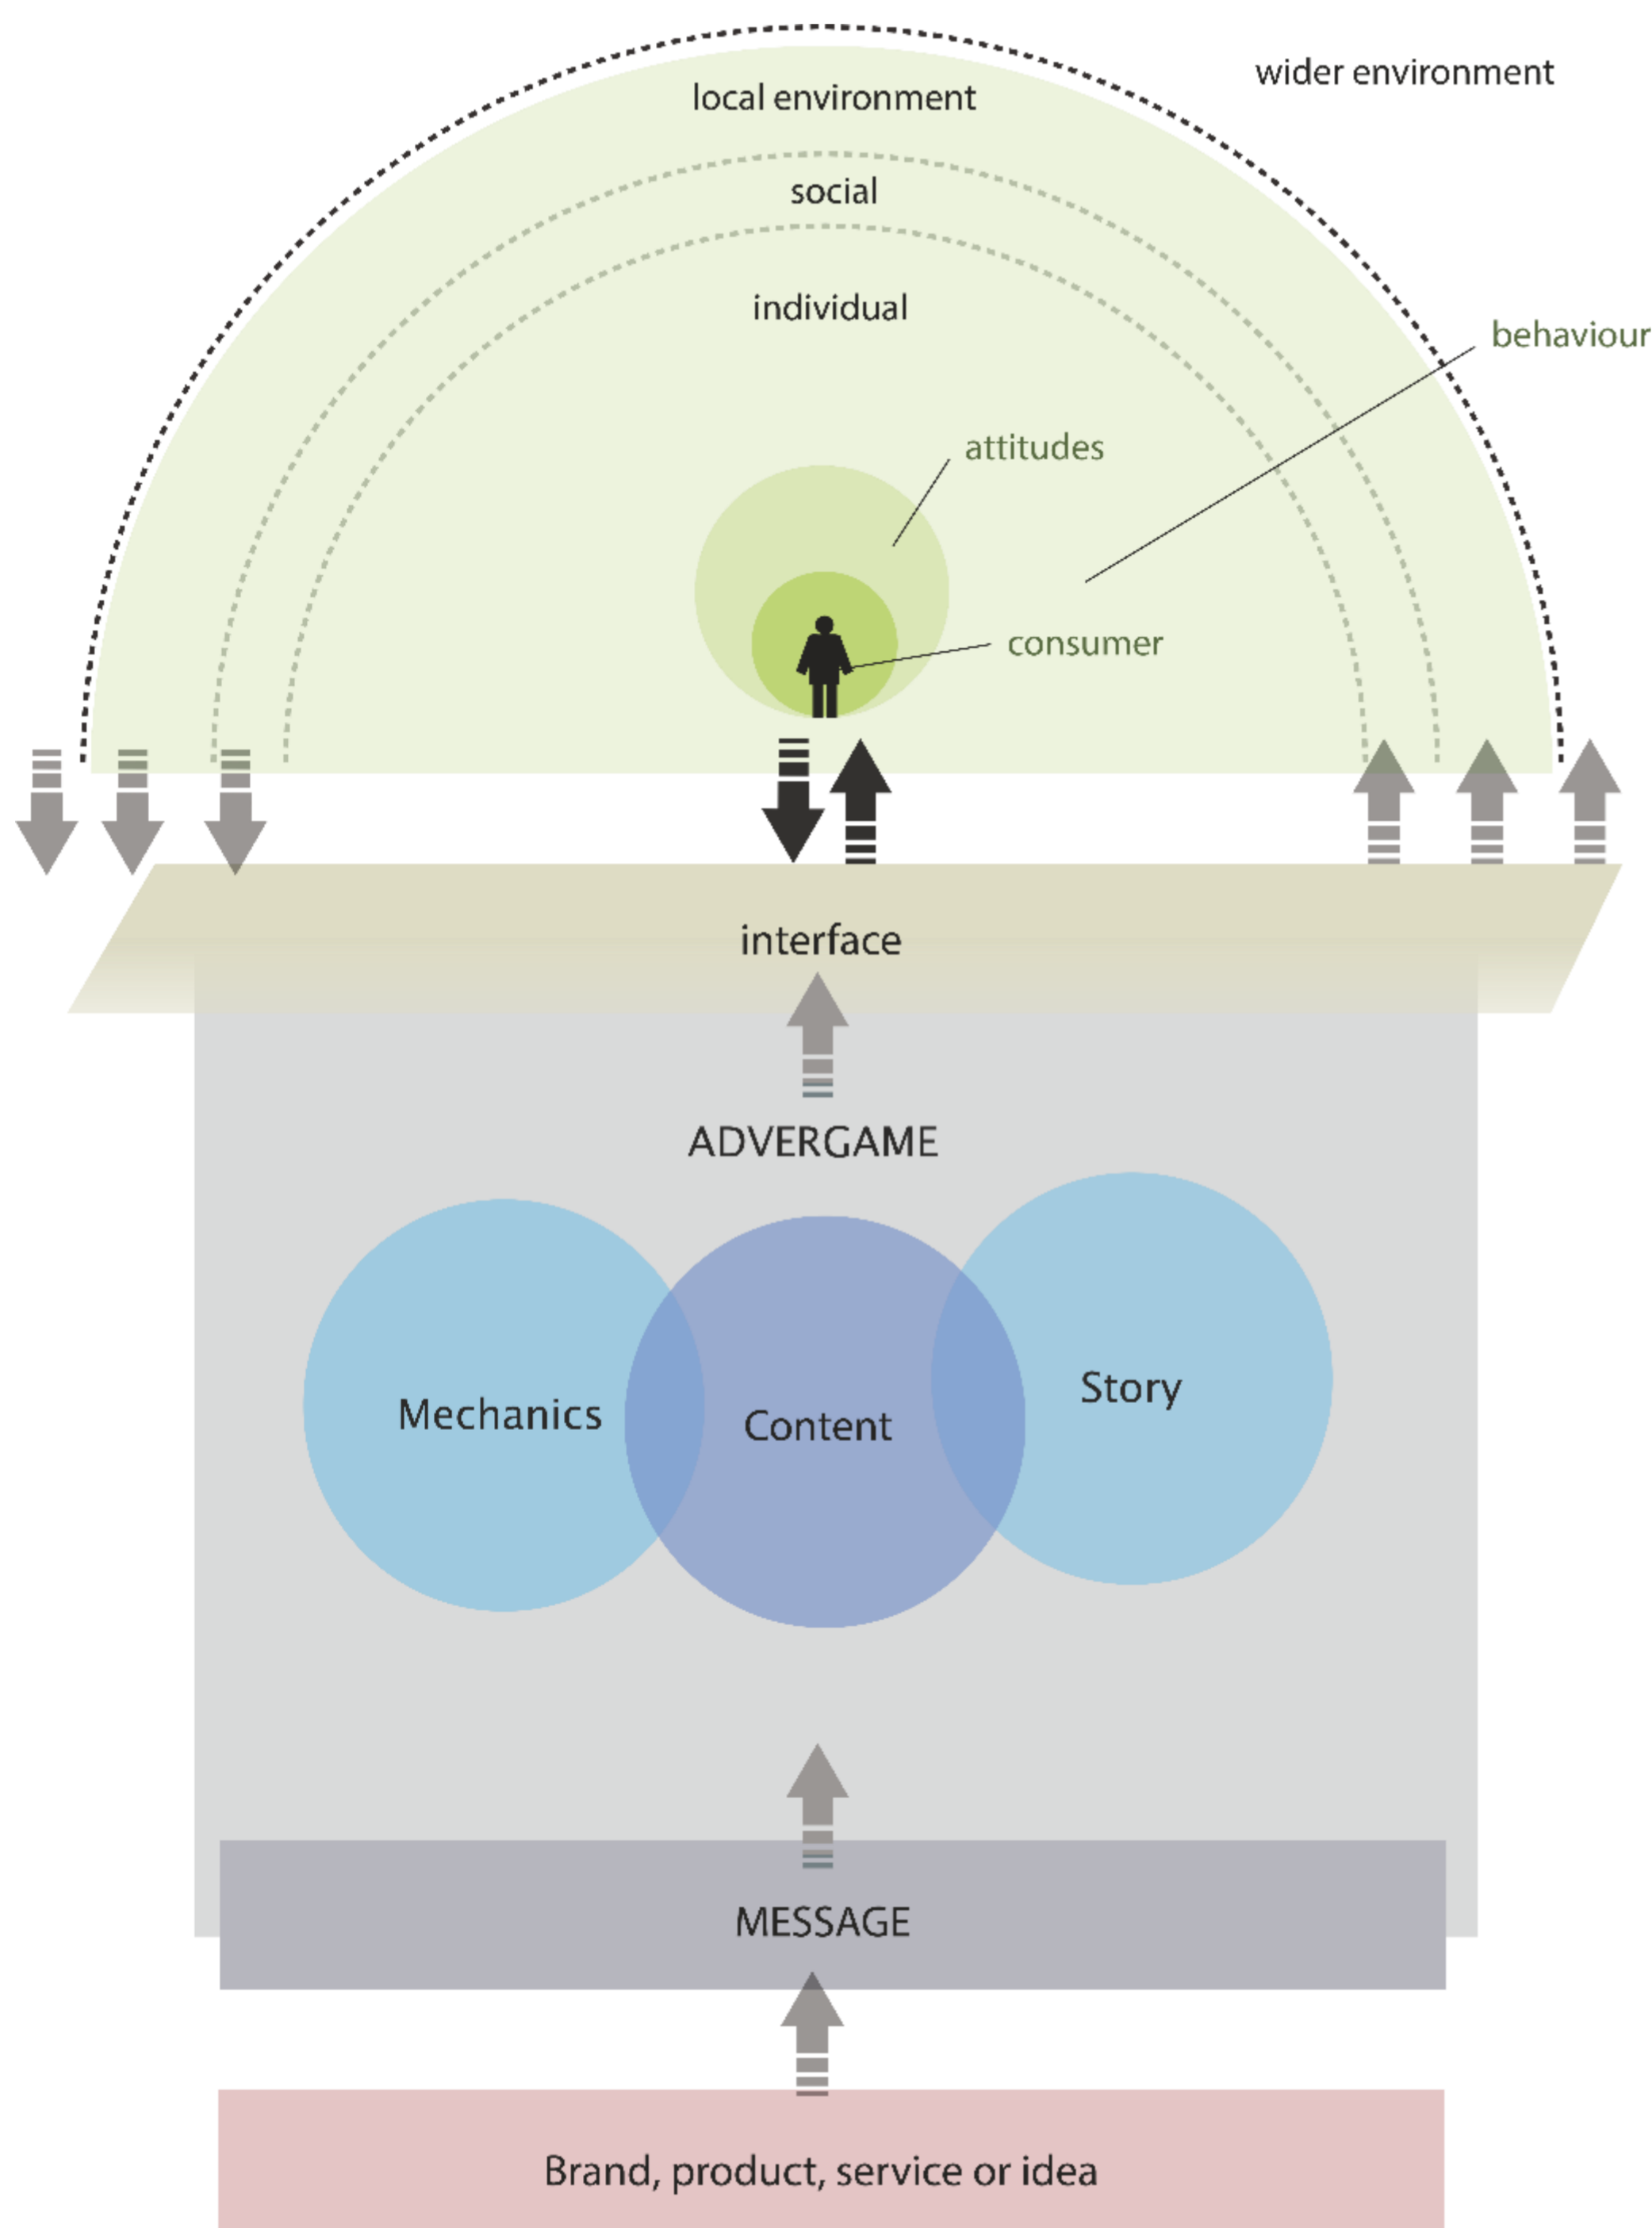 wider environment
local environment
social
individual
behaviour
attitudes
consumer
interface
ADVERGAME
Mechanics
Content
Story
MESSAGE
Brand, product, service or idea